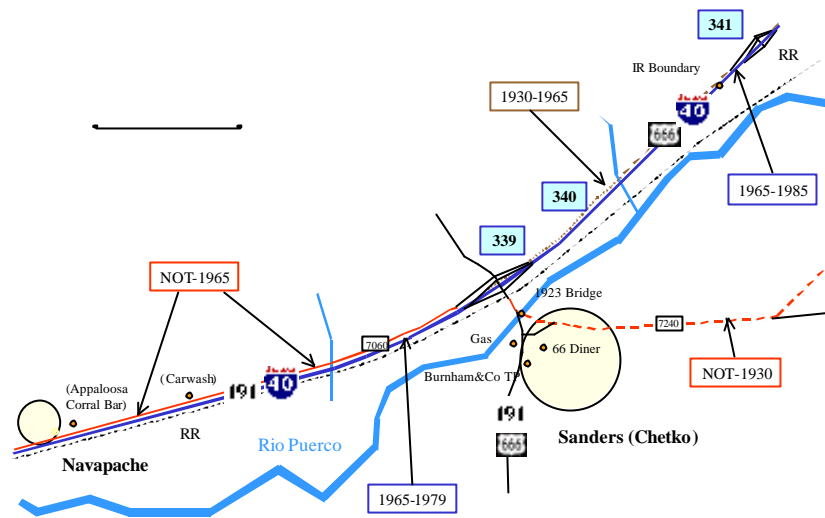 341
RR
IR Boundary
1930-1965
40
666
1965-1985
340
339
NOT-1965
1923 Bridge
7240
7060
Gas
66 Diner
(Carwash)
(Appaloosa
Corral Bar)
191
40
Burnham&Co TP
NOT-1930
RR
191
Rio Puerco
Sanders (Chetko)
666
Navapache
1965-1979